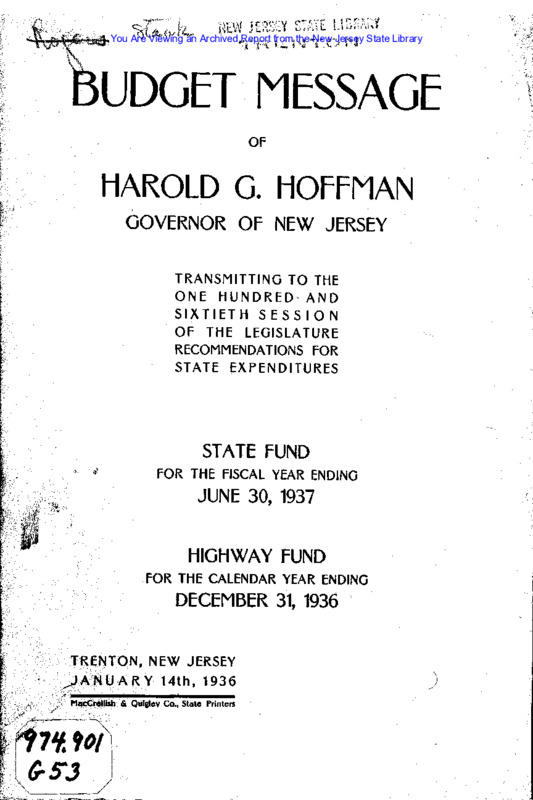 Stack NEW JERSEY STATE LIBRARY
You Are Viewing an Archived Report from the New Jersey State Library
BUDGET MESSAGE
OF
HAROLD G. HOFFMAN
GOVERNOR OF NEW JERSEY
TRANSMITTING TO THE
ONE HUNDRED AND
SIXTIETH SESSION
OF THE LEGISLATURE
RECOMMENDATIONS FOR
STATE EXPENDITURES
STATE FUND
FOR THE FISCAL YEAR ENDING
JUNE 30, 1937
HIGHWAY FUND
FOR THE CALENDAR YEAR ENDING
DECEMBER 31, 1936
TRENTON, NEW JERSEY
JANUARY 14th, 1936
MacCrellish & Quigley Co., State Printers
974.901
G53